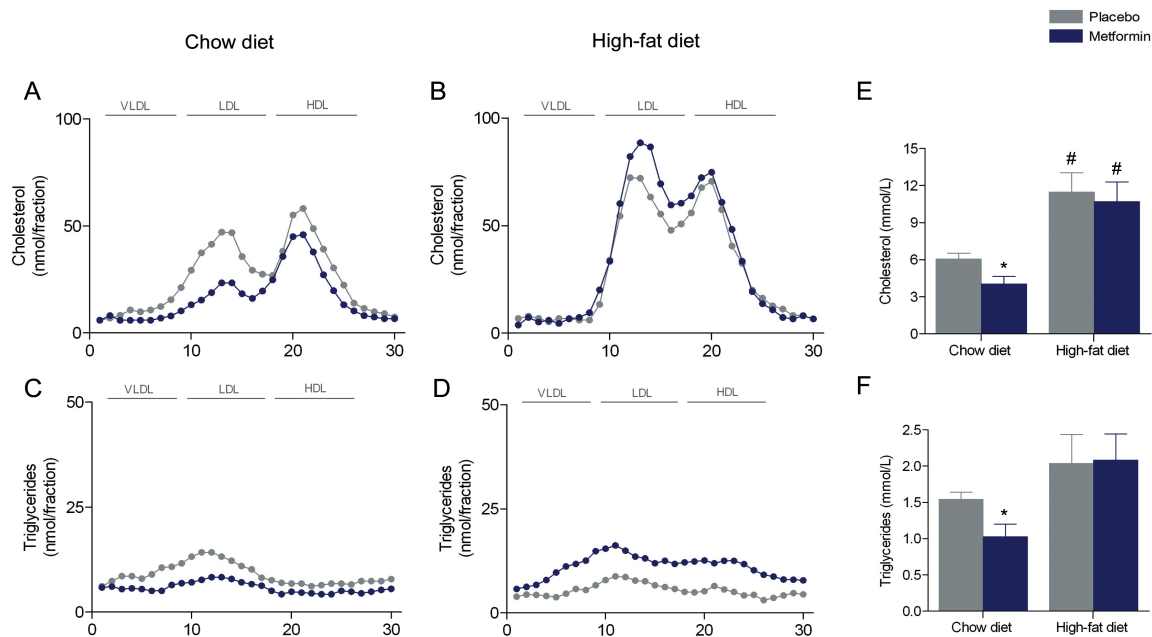 Placebo
Metformin
Chow diet
High-fat diet
A
VLDL
LDL
HDL
100
50
0
Cholesterol
(nmol/fraction)
0
10
20
30
B
VLDL
LDL
HDL
100
50
0
Cholesterol
(nmol/fraction)
0
10
20
30
E
15
12
9
6
3
0
Cholesterol (mmol/L)
*
#
#
Chow diet
High-fat diet
C
VLDL
LDL
HDL
50
25
0
Triglycerides
(nmol/fraction)
0
10
20
30
D
VLDL
LDL
HDL
50
25
0
Triglycerides
(nmol/fraction)
0
10
20
30
F
2.5
2.0
1.5
1.0
0.5
0.0
Triglycerides (mmol/L)
*
Chow diet
High-fat diet